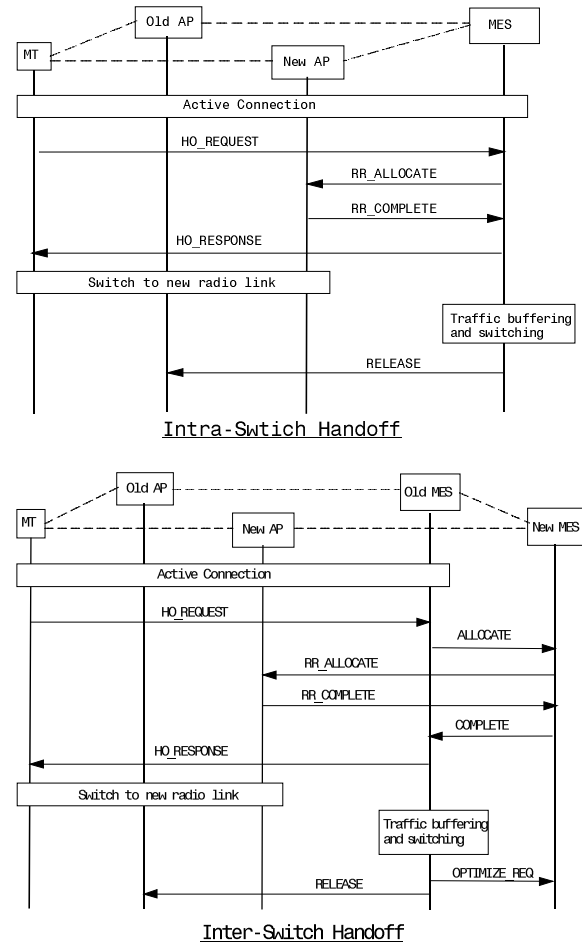 Old AP
MES
MT
New AP
Active Connection
HO_REQUEST
RR_ALLOCATE
RR_COMPLETE
HO_RESPONSE
Switch to new radio link
Traffic buffering
and switching
RELEASE
Intra-Swtich Handoff
Old AP
Old MES
MT
New AP
New MES
Active Connection
HO_REQUEST
ALLOCATE
RR_ALLOCATE
RR_COMPLETE
COMPLETE
HO_RESPONSE
Switch to new radio link
Traffic buffering
and switching
OPTIMIZE_REQ
RELEASE
Inter-Switch Handoff